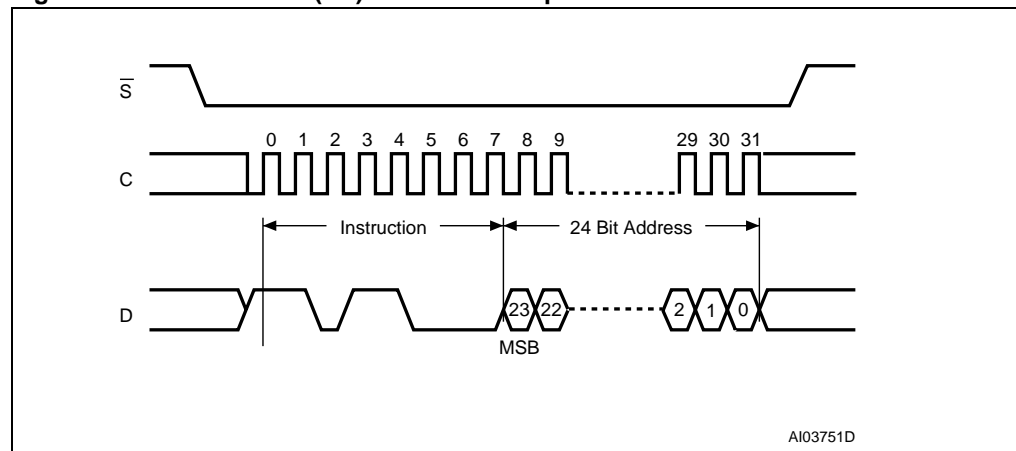 S
0 1 2 3 4 5 6 7 8 9 29 30 31
C
Instruction 24 Bit Address
D 23 22 2 1 0
MSB
AI03751D